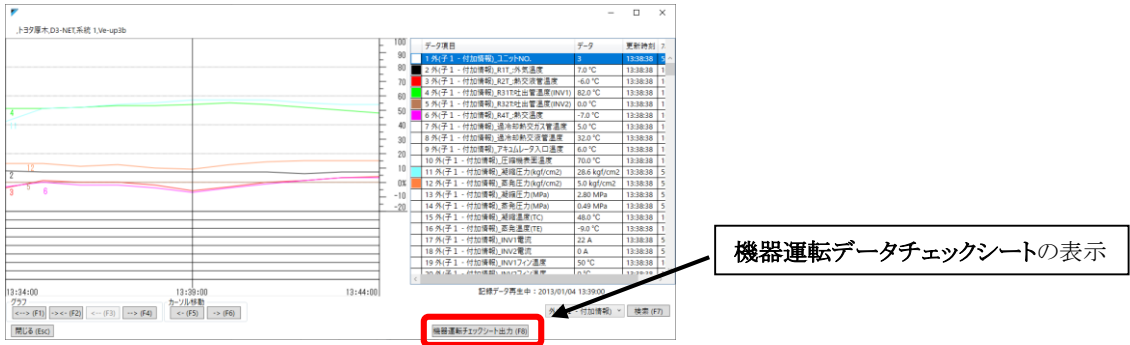 ,トヨタ厚木,D3-NET,系統 1,Ve-up3b
100
90
80
70
60
50
40
30
20
10
0%
-10
-20
4
11
12
2
3 5 6
データ項目 データ 更新時刻
1 外(子1 - 付加情報)_ユニットNO. 3 13:38:38 5
2 外(子1 - 付加情報)_R1T_:外気温度 7.0 ℃ 13:38:38 1
3 外(子1 - 付加情報)_R2T_:熱交液管温度 -6.0 ℃ 13:38:38 1
4 外(子1 - 付加情報)_R31T:吐出管温度(INV1) 82.0 ℃ 13:38:38 1
5 外(子1 - 付加情報)_R32T:吐出管温度(INV2) 0.0 ℃ 13:38:38 1
6 外(子1 - 付加情報)_R4T_:熱交温度 -7.0 ℃ 13:38:38 1
7 外(子1 - 付加情報)_過冷却熱交ガス管温度 5.0 ℃ 13:38:38 1
8 外(子1 - 付加情報)_過冷却熱交液管温度 32.0 ℃ 13:38:38 1
9 外(子1 - 付加情報)_アキュムレータ入口温度 6.0 ℃ 13:38:38 1
10 外(子1 - 付加情報)_圧縮機表面温度 70.0 ℃ 13:38:38 1
11 外(子1 - 付加情報)_凝縮圧力(kgf/cm2) 28.6 kgf/cm2 13:38:38 5
12 外(子1 - 付加情報)_蒸発圧力(kgf/cm2) 5.0 kgf/cm2 13:38:38 5
13 外(子1 - 付加情報)_凝縮圧力(MPa) 2.80 MPa 13:38:38 5
14 外(子1 - 付加情報)_蒸発圧力(MPa) 0.49 MPa 13:38:38 5
15 外(子1 - 付加情報)_凝縮温度(TC) 48.0 ℃ 13:38:38 1
16 外(子1 - 付加情報)_蒸発温度(TE) -9.0 ℃ 13:38:38 1
17 外(子1 - 付加情報)_INV1電流 22 A 13:38:38 5
18 外(子1 - 付加情報)_INV2電流 0 A 13:38:38 5
19 外(子1 - 付加情報)_INV1フィン温度 50 ℃ 13:38:38 1
機器運転データチェックシートの表示
13:34:00 13:39:00 13:44:00
記録データ再生中：2013/01/04 13:39:00
グラフ カーソル移動
<--> (F1) -><- (F2) <-- (F3) --> (F4) <- (F5) -> (F6)
- 付加情報) 検索 (F7)
閉じる (Esc) 機器運転チェックシート出力 (F8)